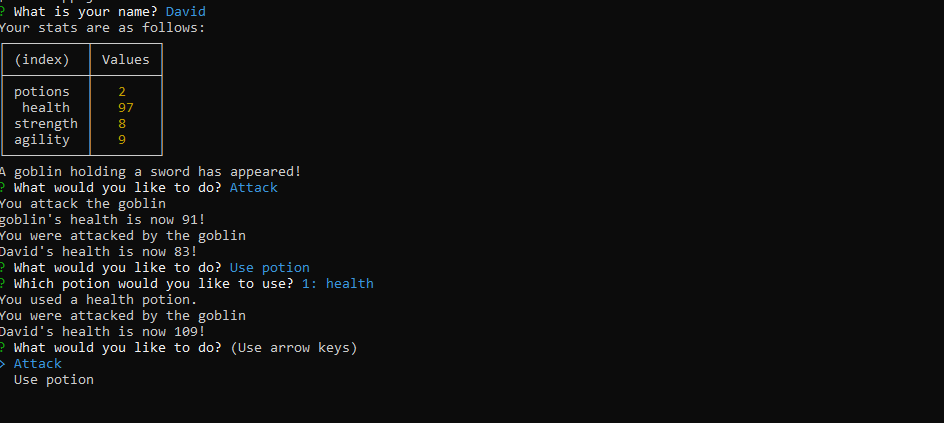 ? What is your name? David
Your stats are as follows:
(index) Values
potions 2
health 97
strength 8
agility 9
A goblin holding a sword has appeared!
? What would you like to do? Attack
You attack the goblin
goblin's health is now 91!
You were attacked by the goblin
David's health is now 83!
? What would you like to do? Use potion
? Which potion would you like to use? 1: health
You used a health potion.
You were attacked by the goblin
David's health is now 109!
? What would you like to do? (Use arrow keys)
> Attack
Use potion